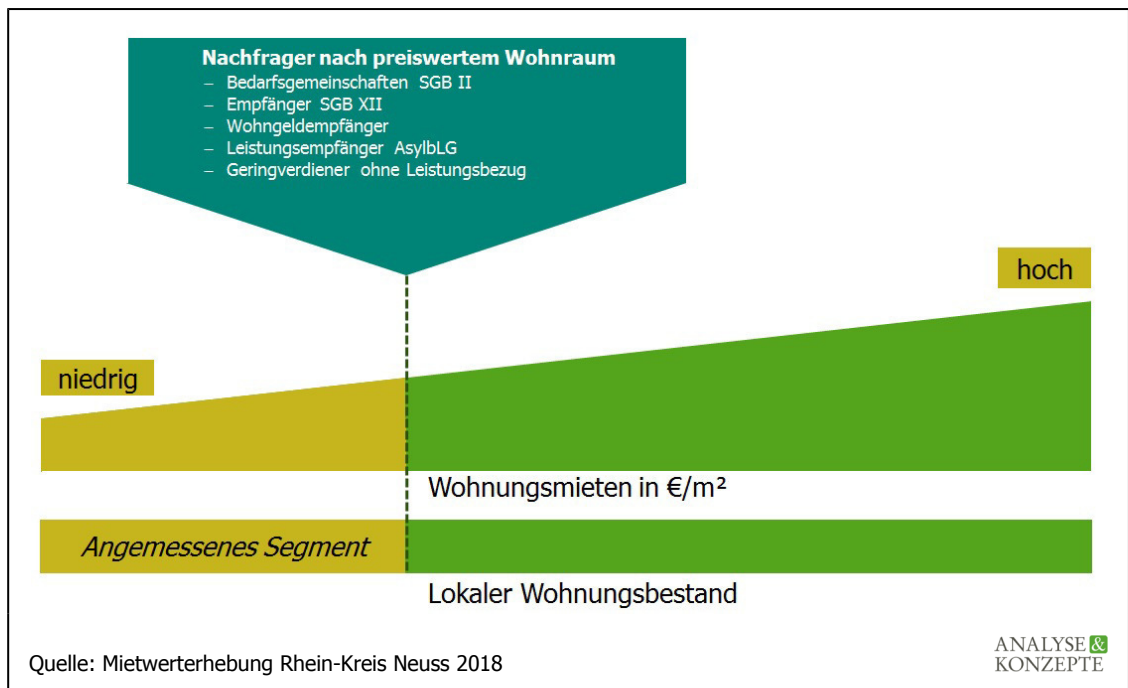 Nachfrager nach preiswertem Wohnraum
– Bedarfsgemeinschaften SGB II
– Empfänger SGB XII
– Wohngeldempfänger
– Leistungsempfänger AsylbLG
– Geringverdiener ohne Leistungsbezug
hoch
niedrig
Wohnungsmieten in €/m²
Angemessenes Segment
Lokaler Wohnungsbestand
Quelle: Mietwerterhebung Rhein-Kreis Neuss 2018
ANALYSE &
KONZEPTE